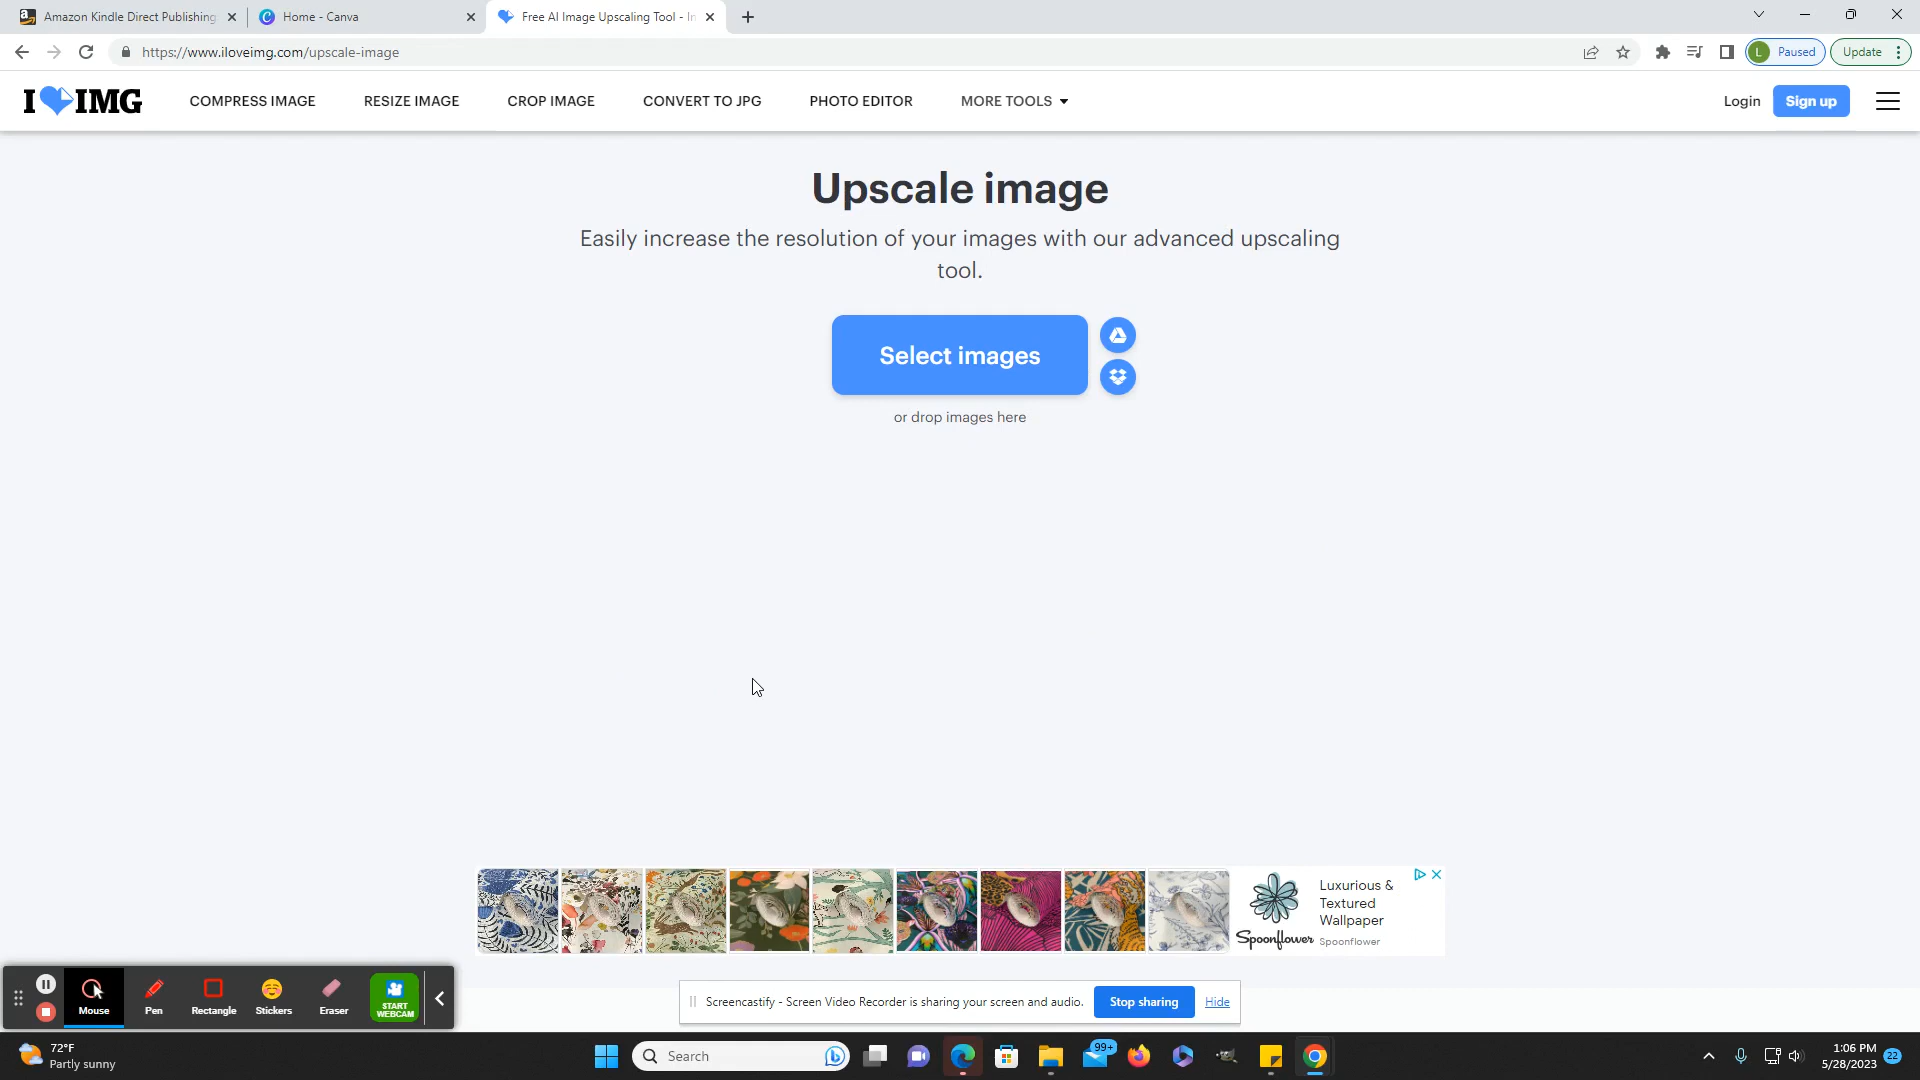 Amazon Kindle Direct Publishing
Home - Canva
Free AI Image Upscaling Tool - In
https://www.iloveimg.com/upscale-image
L Paused
Update
I IMG
COMPRESS IMAGE
RESIZE IMAGE
CROP IMAGE
CONVERT TO JPG
PHOTO EDITOR
MORE TOOLS
Login
Sign up
Upscale image
Easily increase the resolution of your images with our advanced upscaling
tool.
Select images
or drop images here
Luxurious &
Textured
Wallpaper
Spoonflower
Spoonflower
Mouse
Pen
Rectangle
Stickers
Eraser
START
WEBCAM
Screencastify - Screen Video Recorder is sharing your screen and audio.
Stop sharing
Hide
72°F
Partly sunny
Search
99+
1:06 PM
5/28/2023
22